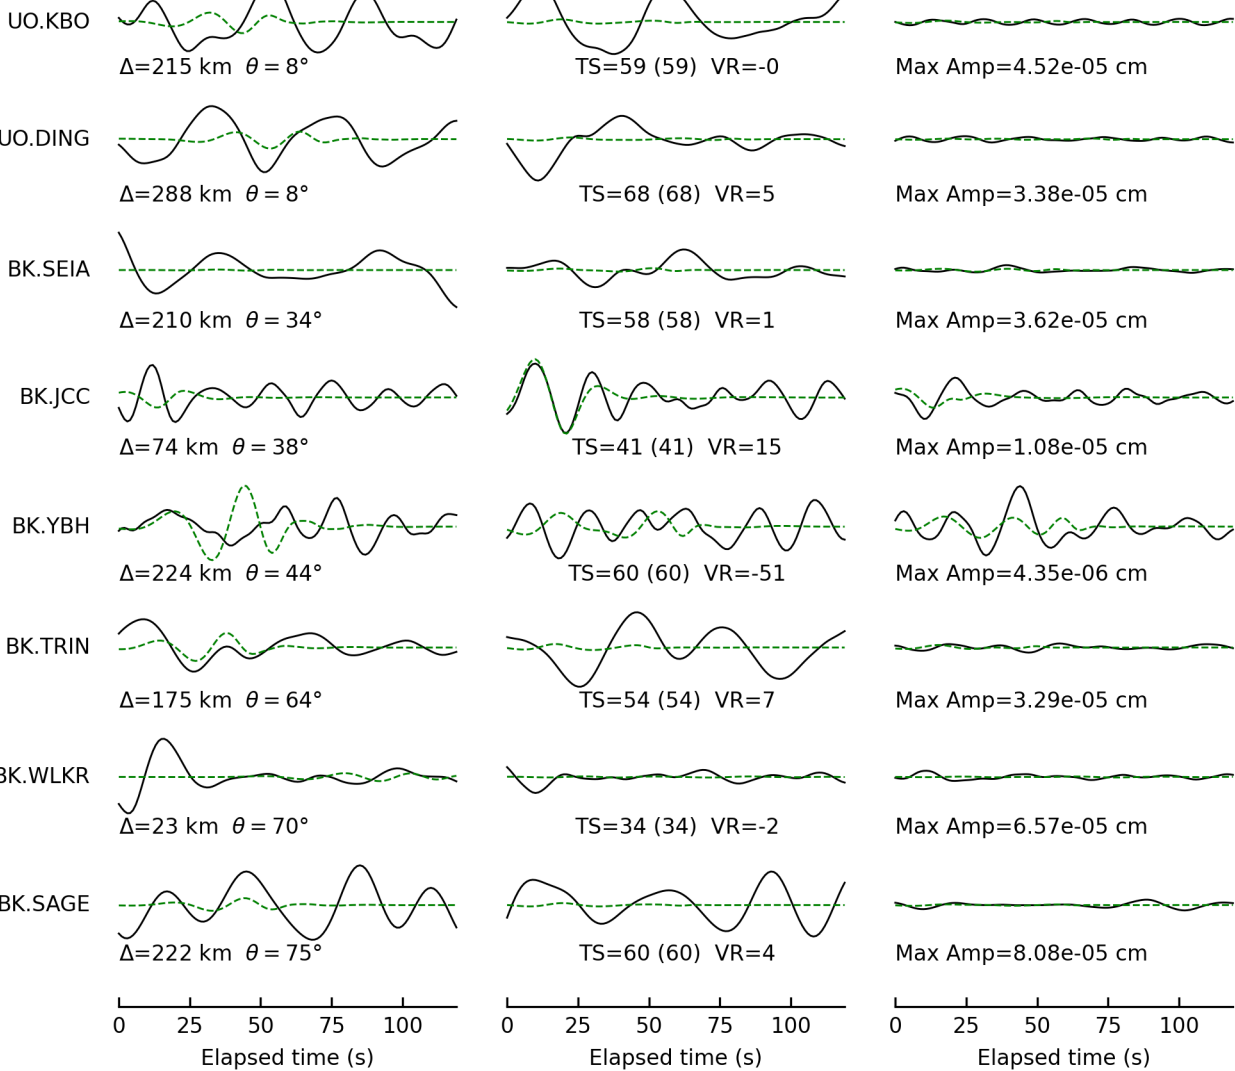 UO.KBO
Δ=215 km θ = 8° TS=59 (59) VR=-0 Max Amp=4.52e-05 cm
UO.DING
Δ=288 km θ = 8° TS=68 (68) VR=5 Max Amp=3.38e-05 cm
BK.SEIA
Δ=210 km θ = 34° TS=58 (58) VR=1 Max Amp=3.62e-05 cm
BK.JCC
Δ=74 km θ = 38° TS=41 (41) VR=15 Max Amp=1.08e-05 cm
BK.YBH
Δ=224 km θ = 44° TS=60 (60) VR=-51 Max Amp=4.35e-06 cm
BK.TRIN
Δ=175 km θ = 64° TS=54 (54) VR=7 Max Amp=3.29e-05 cm
BK.WLKR
Δ=23 km θ = 70° TS=34 (34) VR=-2 Max Amp=6.57e-05 cm
BK.SAGE
Δ=222 km θ = 75° TS=60 (60) VR=4 Max Amp=8.08e-05 cm
0 25 50 75 100 0 25 50 75 100 0 25 50 75 100
Elapsed time (s) Elapsed time (s) Elapsed time (s)